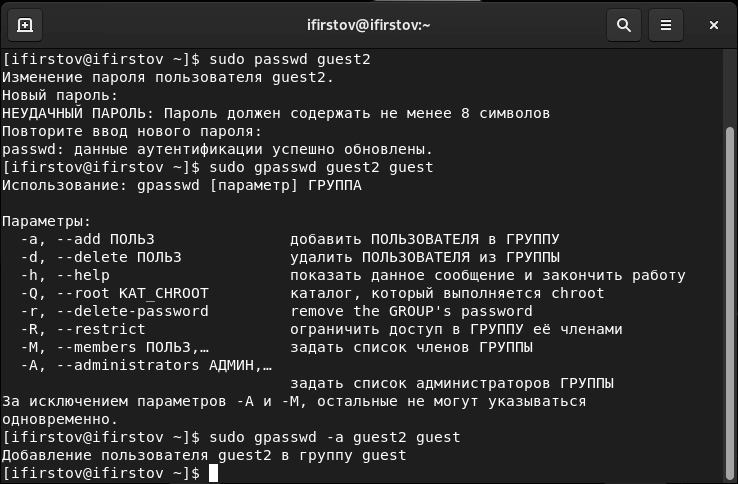 ifirstov@ifirstov:~
[ifirstov@ifirstov ~]$ sudo passwd guest2
Изменение пароля пользователя guest2.
Новый пароль:
НЕУДАЧНЫЙ ПАРОЛЬ: Пароль должен содержать не менее 8 символов
Повторите ввод нового пароля:
passwd: данные аутентификации успешно обновлены.
[ifirstov@ifirstov ~]$ sudo gpasswd guest2 guest
Использование: gpasswd [параметр] ГРУППА
Параметры:
-a, --add ПОЛЬЗ добавить ПОЛЬЗОВАТЕЛЯ в ГРУППУ
-d, --delete ПОЛЬЗ удалить ПОЛЬЗОВАТЕЛЯ из ГРУППЫ
-h, --help показать данное сообщение и закончить работу
-Q, --root КАТ_CHROOT каталог, который выполняется chroot
-r, --delete-password remove the GROUP's password
-R, --restrict ограничить доступ в ГРУППУ её членами
-M, --members ПОЛЬЗ,… задать список членов ГРУППЫ
-A, --administrators АДМИН,…
задать список администраторов ГРУППЫ
За исключением параметров -A и -M, остальные не могут указываться
одновременно.
[ifirstov@ifirstov ~]$ sudo gpasswd -a guest2 guest
Добавление пользователя guest2 в группу guest
[ifirstov@ifirstov ~]$